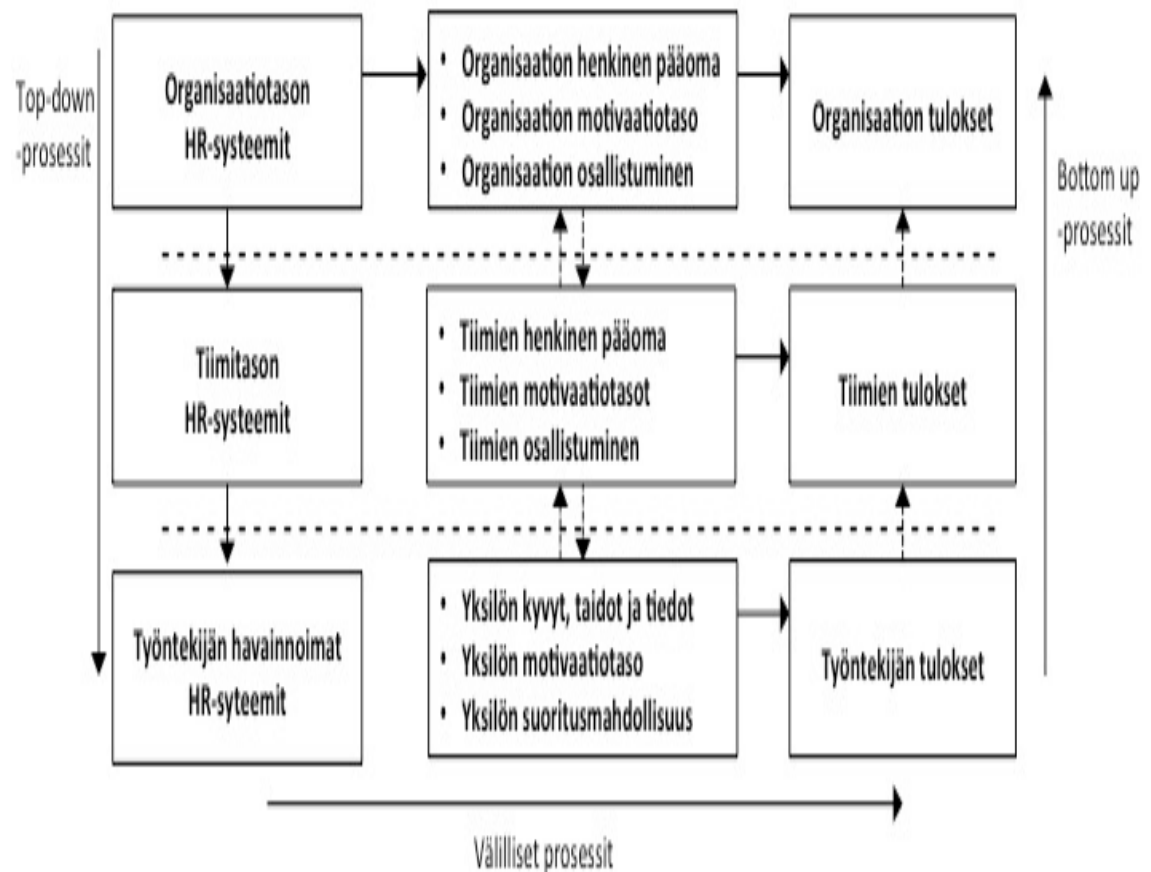 Top-down
-prosessit
Organisaatiotason
HR-systeemit
• Organisaation henkinen pääoma
• Organisaation motivaatiotaso
• Organisaation osallistuminen
Organisaation tulokset
Bottom up
-prosessit
Tiimitason
HR-systeemit
• Tiimien henkinen pääoma
• Tiimien motivaatiotasot
• Tiimien osallistuminen
Tiimien tulokset
Työntekijän havainnoimat
HR-syteemit
• Yksilön kyvyt, taidot ja tiedot
• Yksilön motivaatiotaso
• Yksilön suoritusmahdollisuus
Työntekijän tulokset
Välilliset prosessit